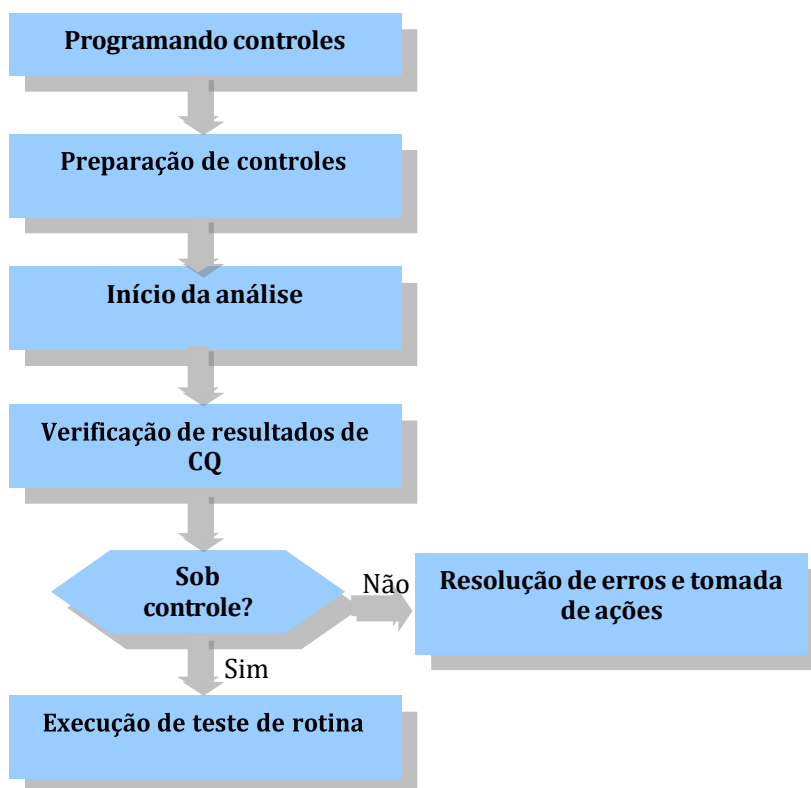 Programando controles
Preparação de controles
Início da análise
Verificação de resultados de
CQ
Sob
controle?
Não
Resolução de erros e tomada
de ações
Sim
Execução de teste de rotina